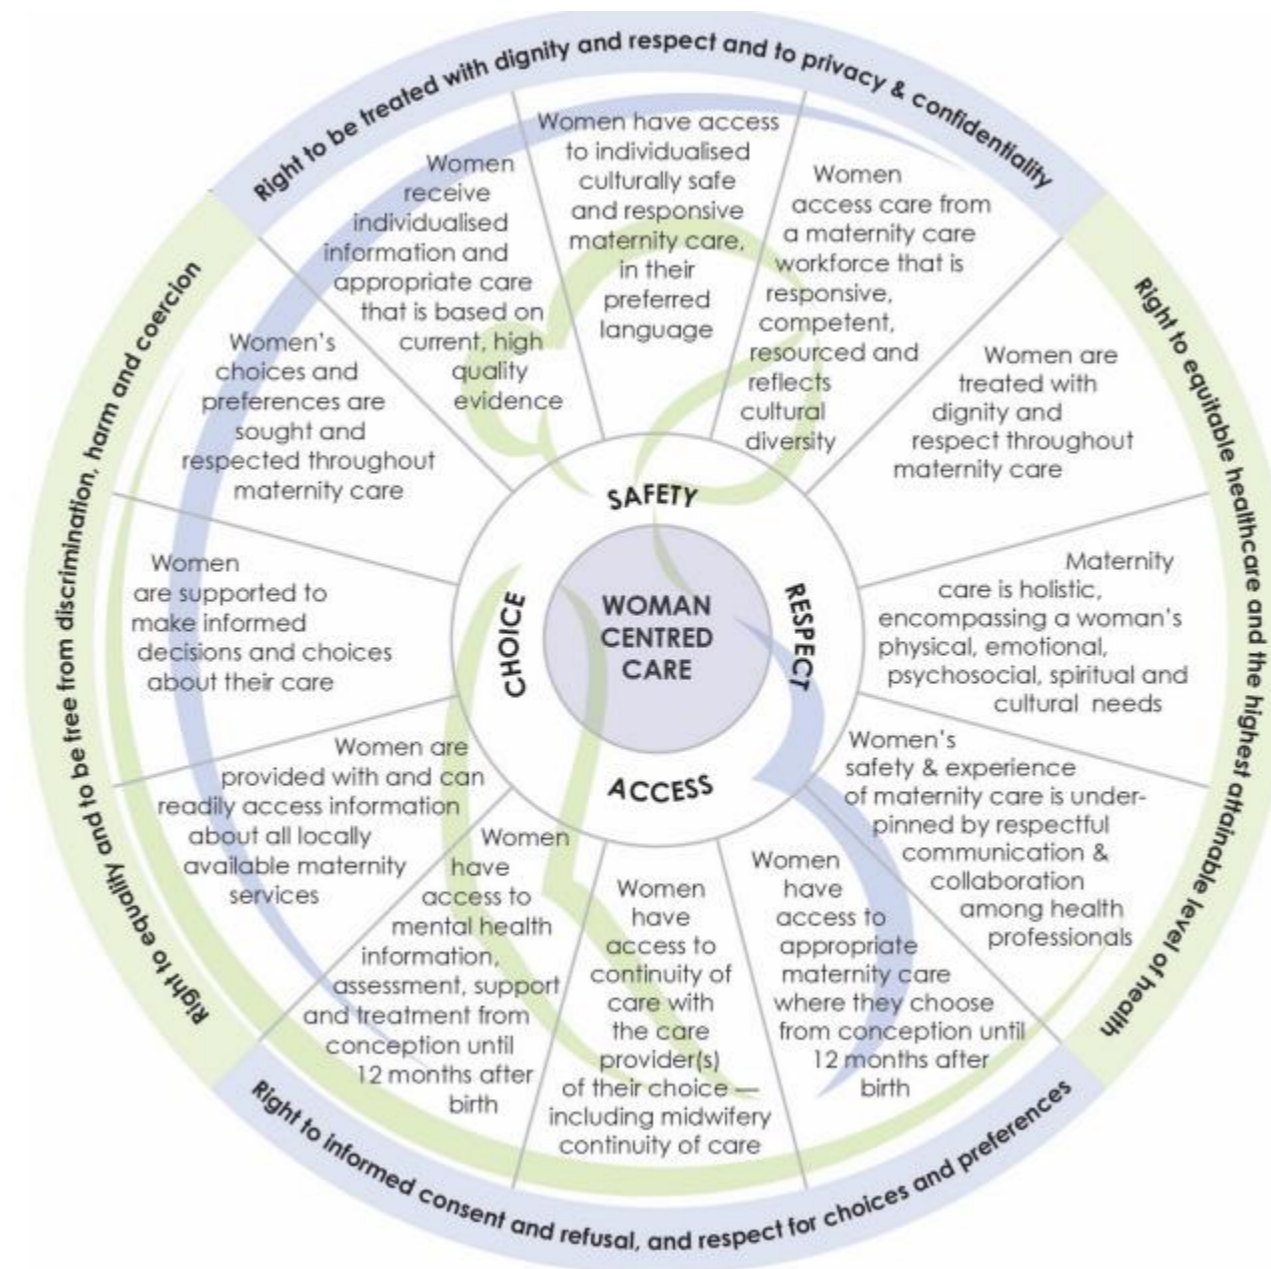 Right to be treated with dignity and respect and to privacy & confidentiality
Right to equitable healthcare and the highest attainable level of health
Right to informed consent and refusal, and respect for choices and preferences
Right to equality and to be free from discrimination, harm and coercion
Women have access
to individualised
culturally safe
and responsive
maternity care,
in their
preferred
language
Women
access care from
a maternity care
workforce that is
responsive,
competent,
resourced and
reflects
cultural
diversity
Women are
treated with
dignity and
respect throughout
maternity care
Maternity
care is holistic,
encompassing a woman's
physical, emotional,
psychosocial, spiritual and
cultural needs
Women's
safety & experience
of maternity care is under-
pinned by respectful
communication &
collaboration
among health
professionals
Women
have
access to
appropriate
maternity care
where they choose
from conception until
12 months after
birth
Women
have
access to
continuity of
care with
the care
provider(s)
of their choice —
including midwifery
continuity of care
Women
have
access to
mental health
information,
assessment, support
and treatment from
conception until
12 months after
birth
Women are
provided with and can
readily access information
about all locally
available maternity
services
Women
are supported to
make informed
decisions and choices
about their care
Women's
choices and
preferences are
sought and
respected throughout
maternity care
Women
receive
individualised
information and
appropriate care
that is based on
current, high
quality
evidence
SAFETY
RESPECT
ACCESS
CHOICE
WOMAN
CENTRED
CARE